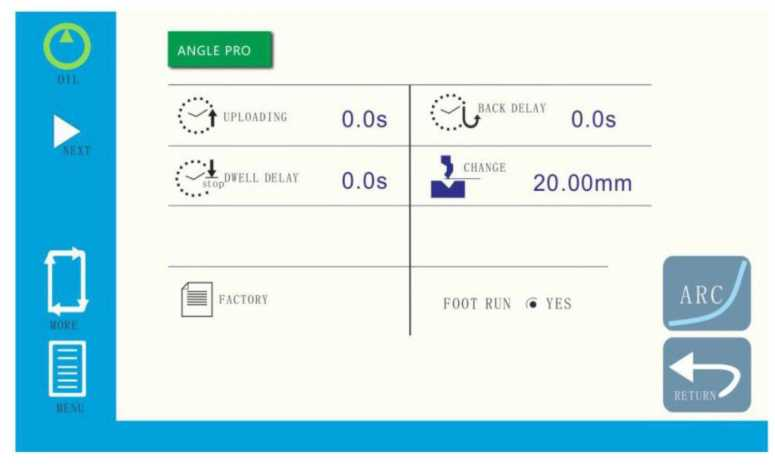 OIL
NEXT
MORE
MENU
ANGLE PRO
UPLOADING 0.0s
BACK DELAY 0.0s
stop DWELL DELAY 0.0s
CHANGE 20.00mm
FACTORY
FOOT RUN YES
ARC
RETURN